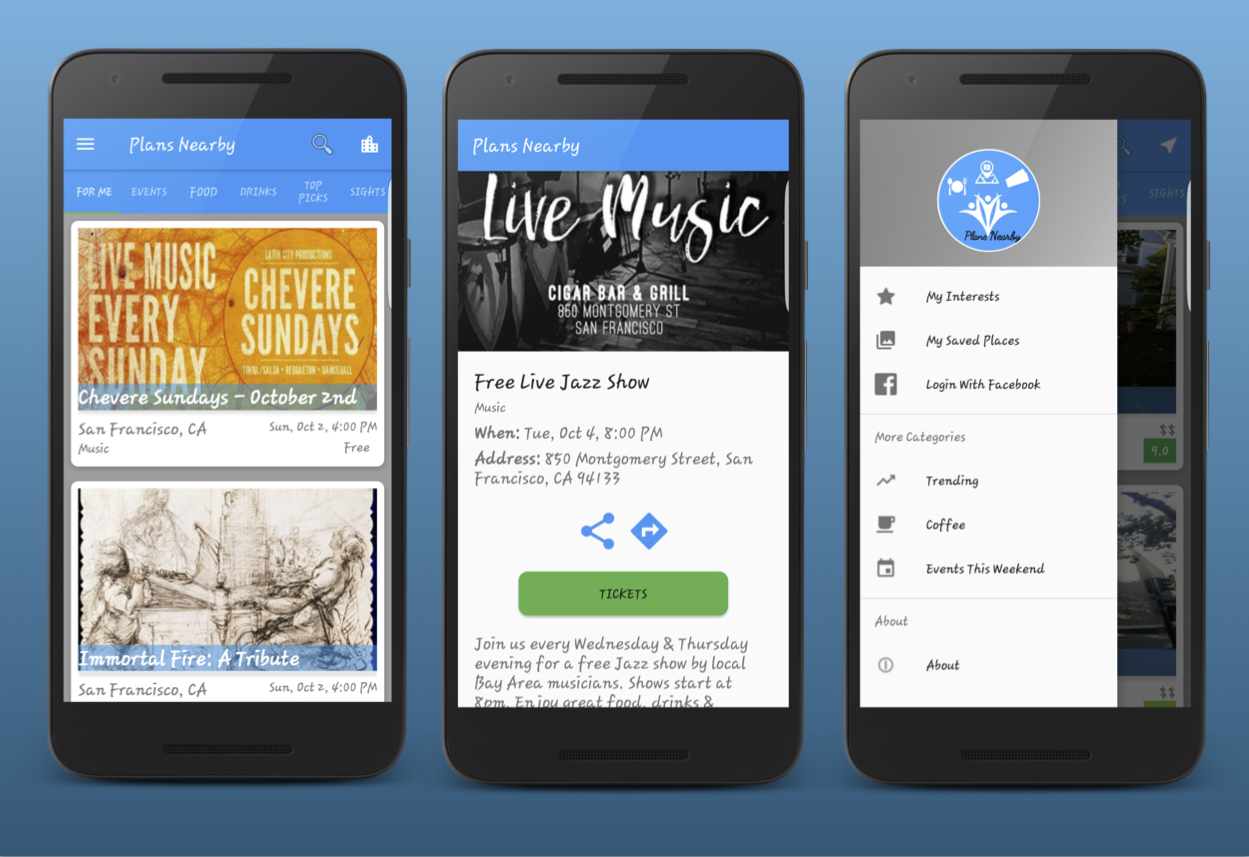 Plans Nearby
FOR ME
EVENTS
FOOD
DRINKS
TOP
PICKS
SIGHTS
LIVE MUSIC
EVERY
SUNDAY
LATIN CITY PRODUCTIONS
CHEVERE
SUNDAYS
TIMBA/SALSA • REGGAETON • DANCEHALL
Chevere Sundays - October 2nd
San Francisco, CA
Sun, Oct 2, 4:00 PM
Music
Free
Immortal Fire: A Tribute
San Francisco, CA
Sun, Oct 2, 4:00 PM
Plans Nearby
Live Music
CIGAR BAR & GRILL
850 MONTGOMERY ST
SAN FRANCISCO
Free Live Jazz Show
Music
When: Tue, Oct 4, 8:00 PM
Address: 850 Montgomery Street, San
Francisco, CA 94133
TICKETS
Join us every Wednesday & Thursday
evening for a free Jazz show by local
Bay Area musicians. Shows start at
8pm. Enjoy great food, drinks &
Plans Nearby
My Interests
My Saved Places
Login With Facebook
More Categories
Trending
Coffee
Events This Weekend
About
About
SIGHTS
$$
9.0
$$